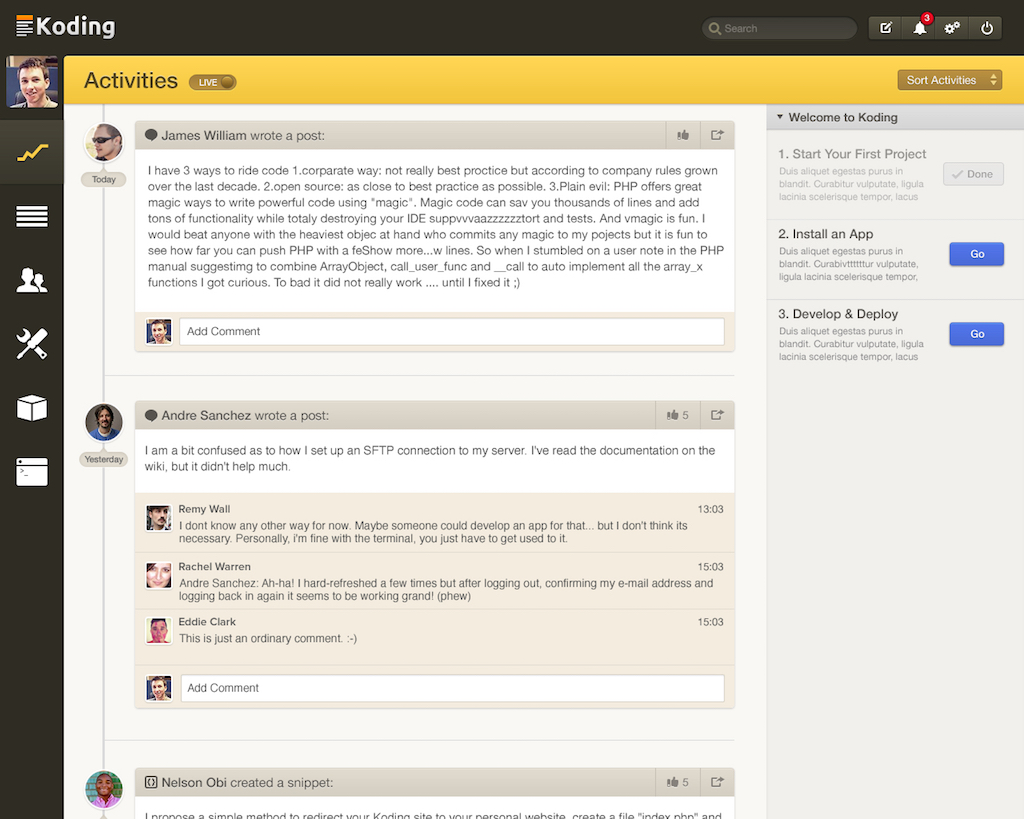 Koding
Search
3
Activities
LIVE
Sort Activities
James William wrote a post:
Today
I have 3 ways to ride code 1.corparate way: not really best proctice but according to company rules grown
over the last decade. 2.open source: as close to best practice as possible. 3.Plain evil: PHP offers great
magic ways to write powerful code using "magic". Magic code can sav you thousands of lines and add
tons of functionality while totaly destroying your IDE suppvvvaazzzzzztort and tests. And vmagic is fun. I
would beat anyone with the heaviest objec at hand who commits any magic to my pojects but it is fun to
see how far you can push PHP with a feShow more...w lines. So when I stumbled on a user note in the PHP
manual suggestimg to combine ArrayObject, call_user_func and __call to auto implement all the array_x
functions I got curious. To bad it did not really work .... until I fixed it ;)
Add Comment
Andre Sanchez wrote a post:
5
Yesterday
I am a bit confused as to how I set up an SFTP connection to my server. I've read the documentation on the
wiki, but it didn't help much.
Remy Wall
13:03
I dont know any other way for now. Maybe someone could develop an app for that... but I don't think its
necessary. Personally, i'm fine with the terminal, you just have to get used to it.
Rachel Warren
15:03
Andre Sanchez: Ah-ha! I hard-refreshed a few times but after logging out, confirming my e-mail address and
logging back in again it seems to be working grand! (phew)
Eddie Clark
15:03
This is just an ordinary comment. :-)
Add Comment
Nelson Obi created a snippet:
5
I propose a simple method to redirect your Koding site to your personal website. create a file "index.php" and
Welcome to Koding
1. Start Your First Project
Duis aliquet egestas purus in
blandit. Curabitur vulputate, ligula
lacinia scelerisque tempor, lacus
Done
2. Install an App
Duis aliquet egestas purus in
blandit. Curabivttttttur vulputate,
ligula lacinia scelerisque tempor,
Go
3. Develop & Deploy
Duis aliquet egestas purus in
blandit. Curabitur vulputate, ligula
lacinia scelerisque tempor, lacus
Go